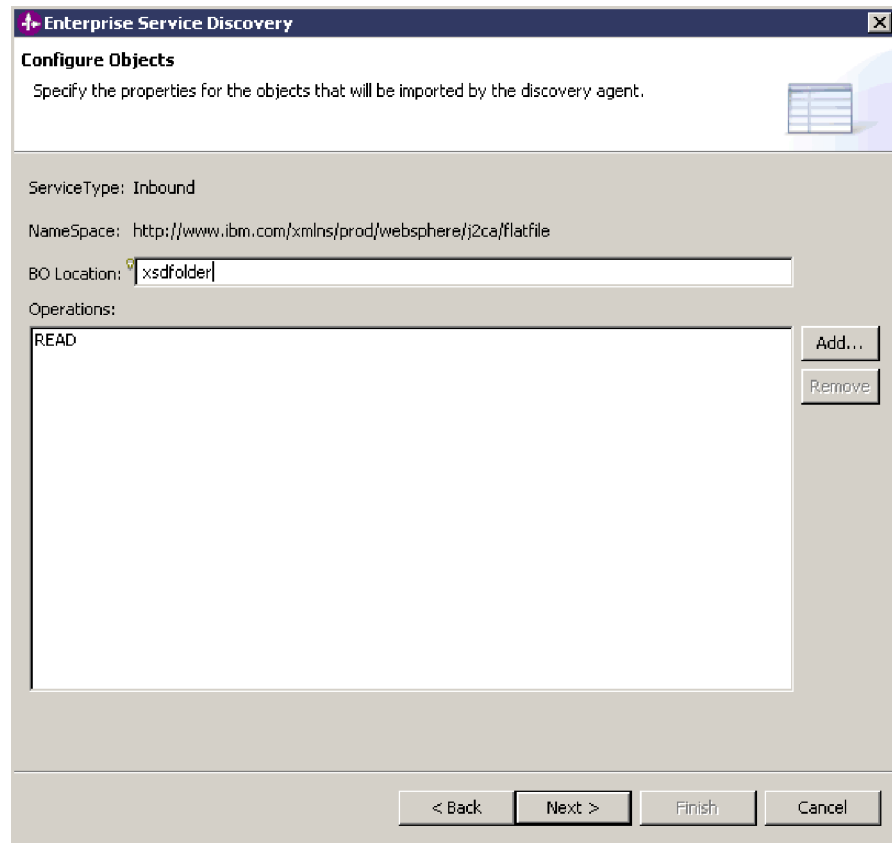 Enterprise Service Discovery
Configure Objects
Specify the properties for the objects that will be imported by the discovery agent.
ServiceType: Inbound
NameSpace: http://www.ibm.com/xmlns/prod/websphere/j2ca/flatfile
BO Location: xsdfolder
Operations:
READ
Add...
Remove
< Back Next > Finish Cancel